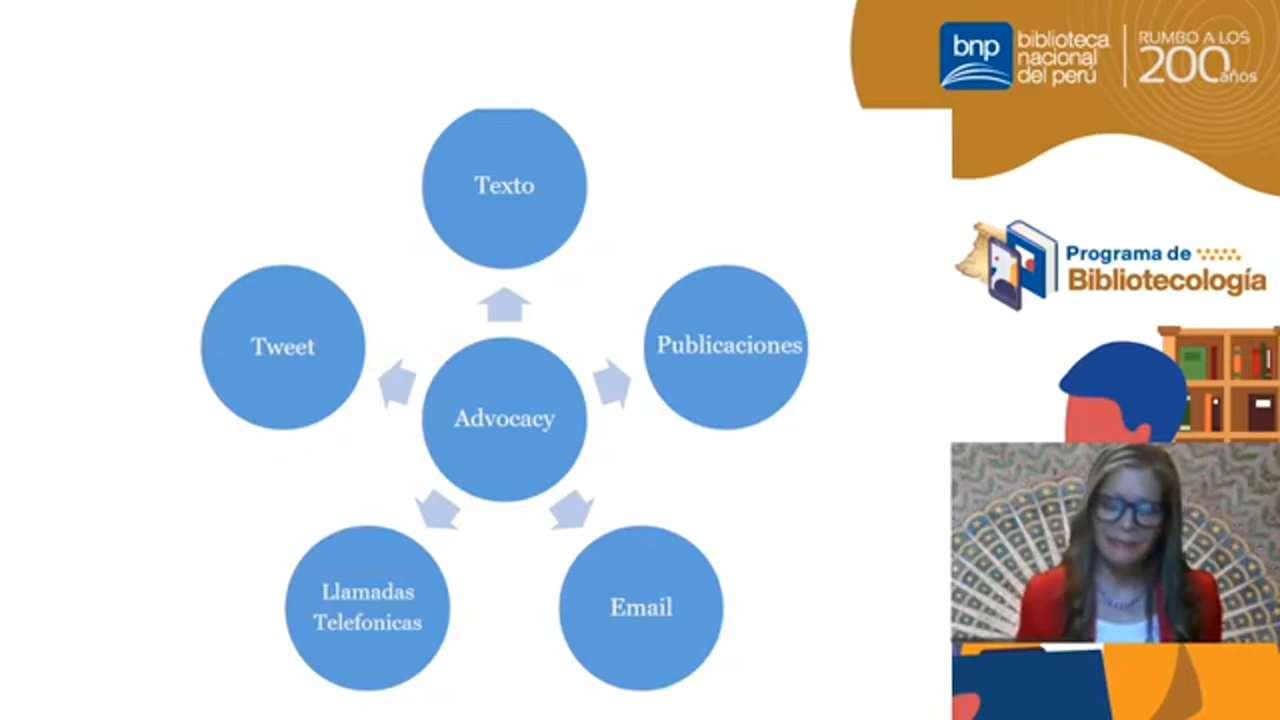 bnp
biblioteca
nacional
del perú
RUMBO A LOS
200
años
Texto
Programa de
Bibliotecología
Tweet
Publicaciones
Advocacy
Llamadas
Telefonicas
Email